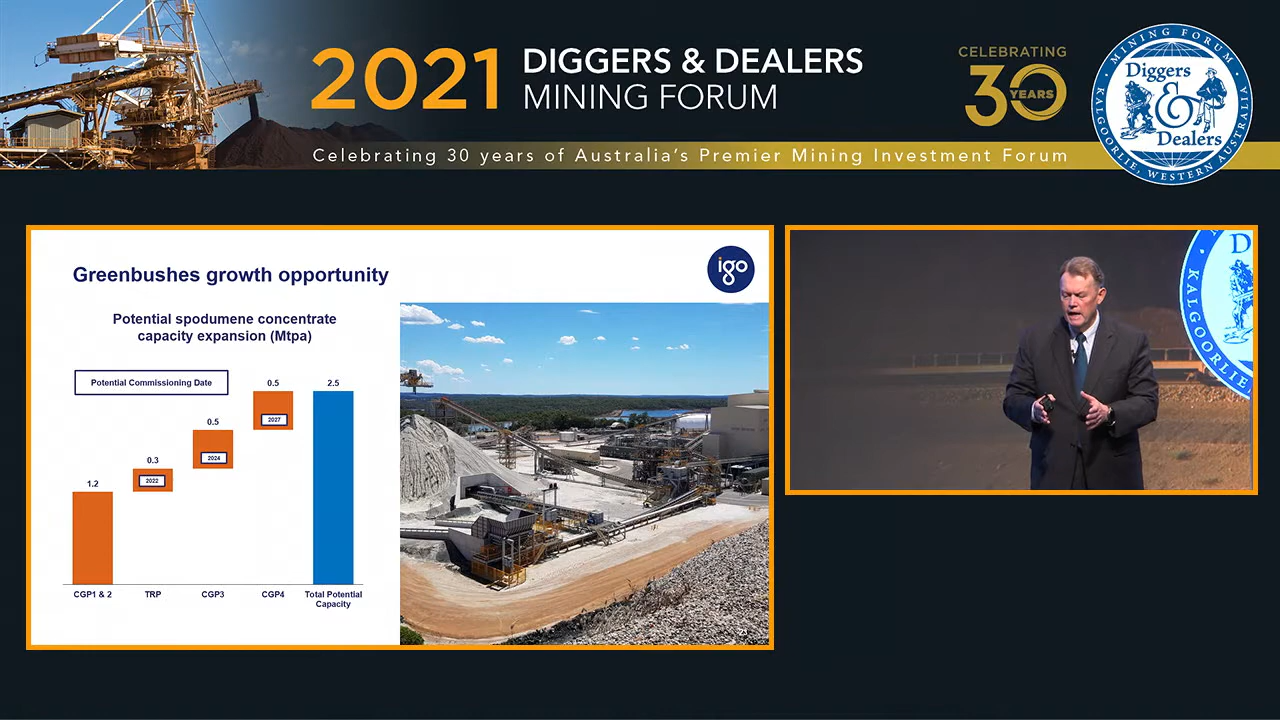 2021 DIGGERS & DEALERS
MINING FORUM
CELEBRATING
30 YEARS
Celebrating 30 years of Australia's Premier Mining Investment Forum
MINING FORUM
Diggers
&
Dealers
KALGOORLIE, WESTERN AUSTRALIA
Greenbushes growth opportunity
igo
Potential spodumene concentrate
capacity expansion (Mtpa)
Potential Commissioning Date
0.5
2.5
2027
0.5
2024
0.3
2022
1.2
CGP1 & 2
TRP
CGP3
CGP4
Total Potential
Capacity
D
KALGOORLIE